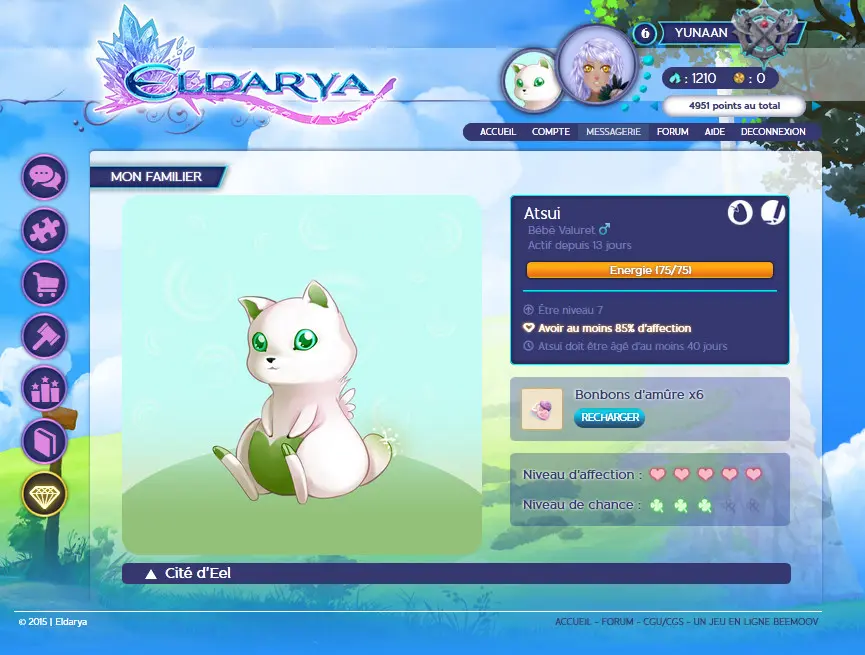 ELDARYA
6
YUNAAN
: 1210
: 0
4951 points au total
ACCUEIL
COMPTE
MESSAGERIE
FORUM
AIDE
DECONNEXION
MON FAMILIER
Atsui
Bébé Valuret ♂
Actif depuis 13 jours
Energie (75/75)
Être niveau 7
Avoir au moins 85% d'affection
Atsui doit être âgé d'au moins 40 jours
Bonbons d'amûre x6
RECHARGER
Niveau d'affection :
Niveau de chance :
Cité d'Eel
© 2015 | Eldarya
ACCUEIL - FORUM - CGU/CGS - UN JEU EN LIGNE BEEMOOV